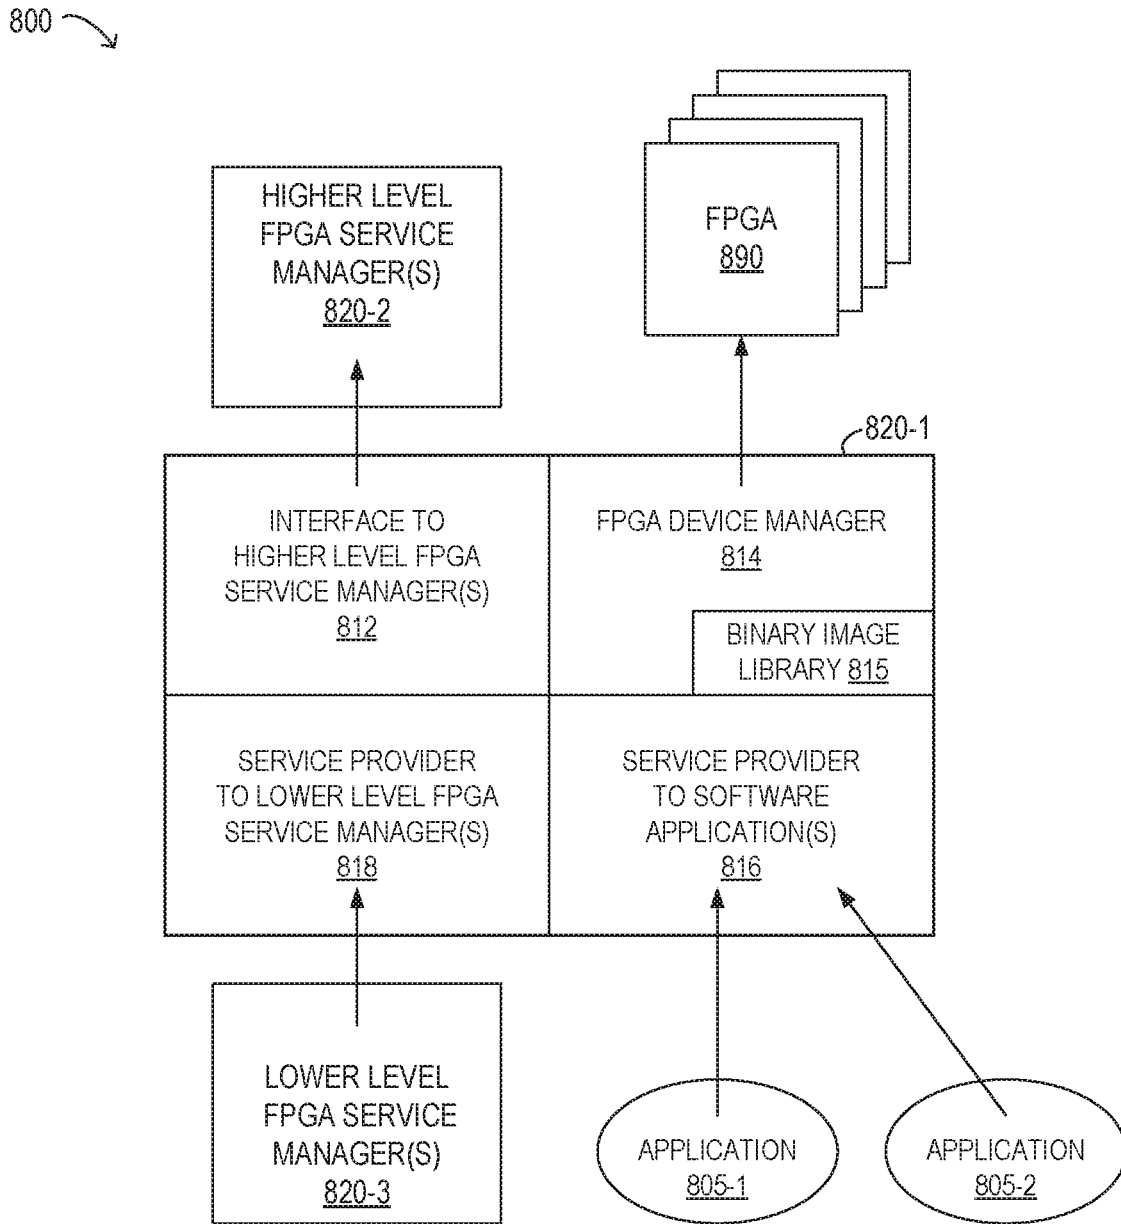 800
HIGHER LEVEL
FPGA SERVICE
MANAGER(S)
820-2
FPGA
890
820-1
INTERFACE TO
HIGHER LEVEL FPGA
SERVICE MANAGER(S)
812
FPGA DEVICE MANAGER
814
BINARY IMAGE
LIBRARY 815
SERVICE PROVIDER
TO LOWER LEVEL FPGA
SERVICE MANAGER(S)
818
SERVICE PROVIDER
TO SOFTWARE
APPLICATION(S)
816
LOWER LEVEL
FPGA SERVICE
MANAGER(S)
820-3
APPLICATION
805-1
APPLICATION
805-2